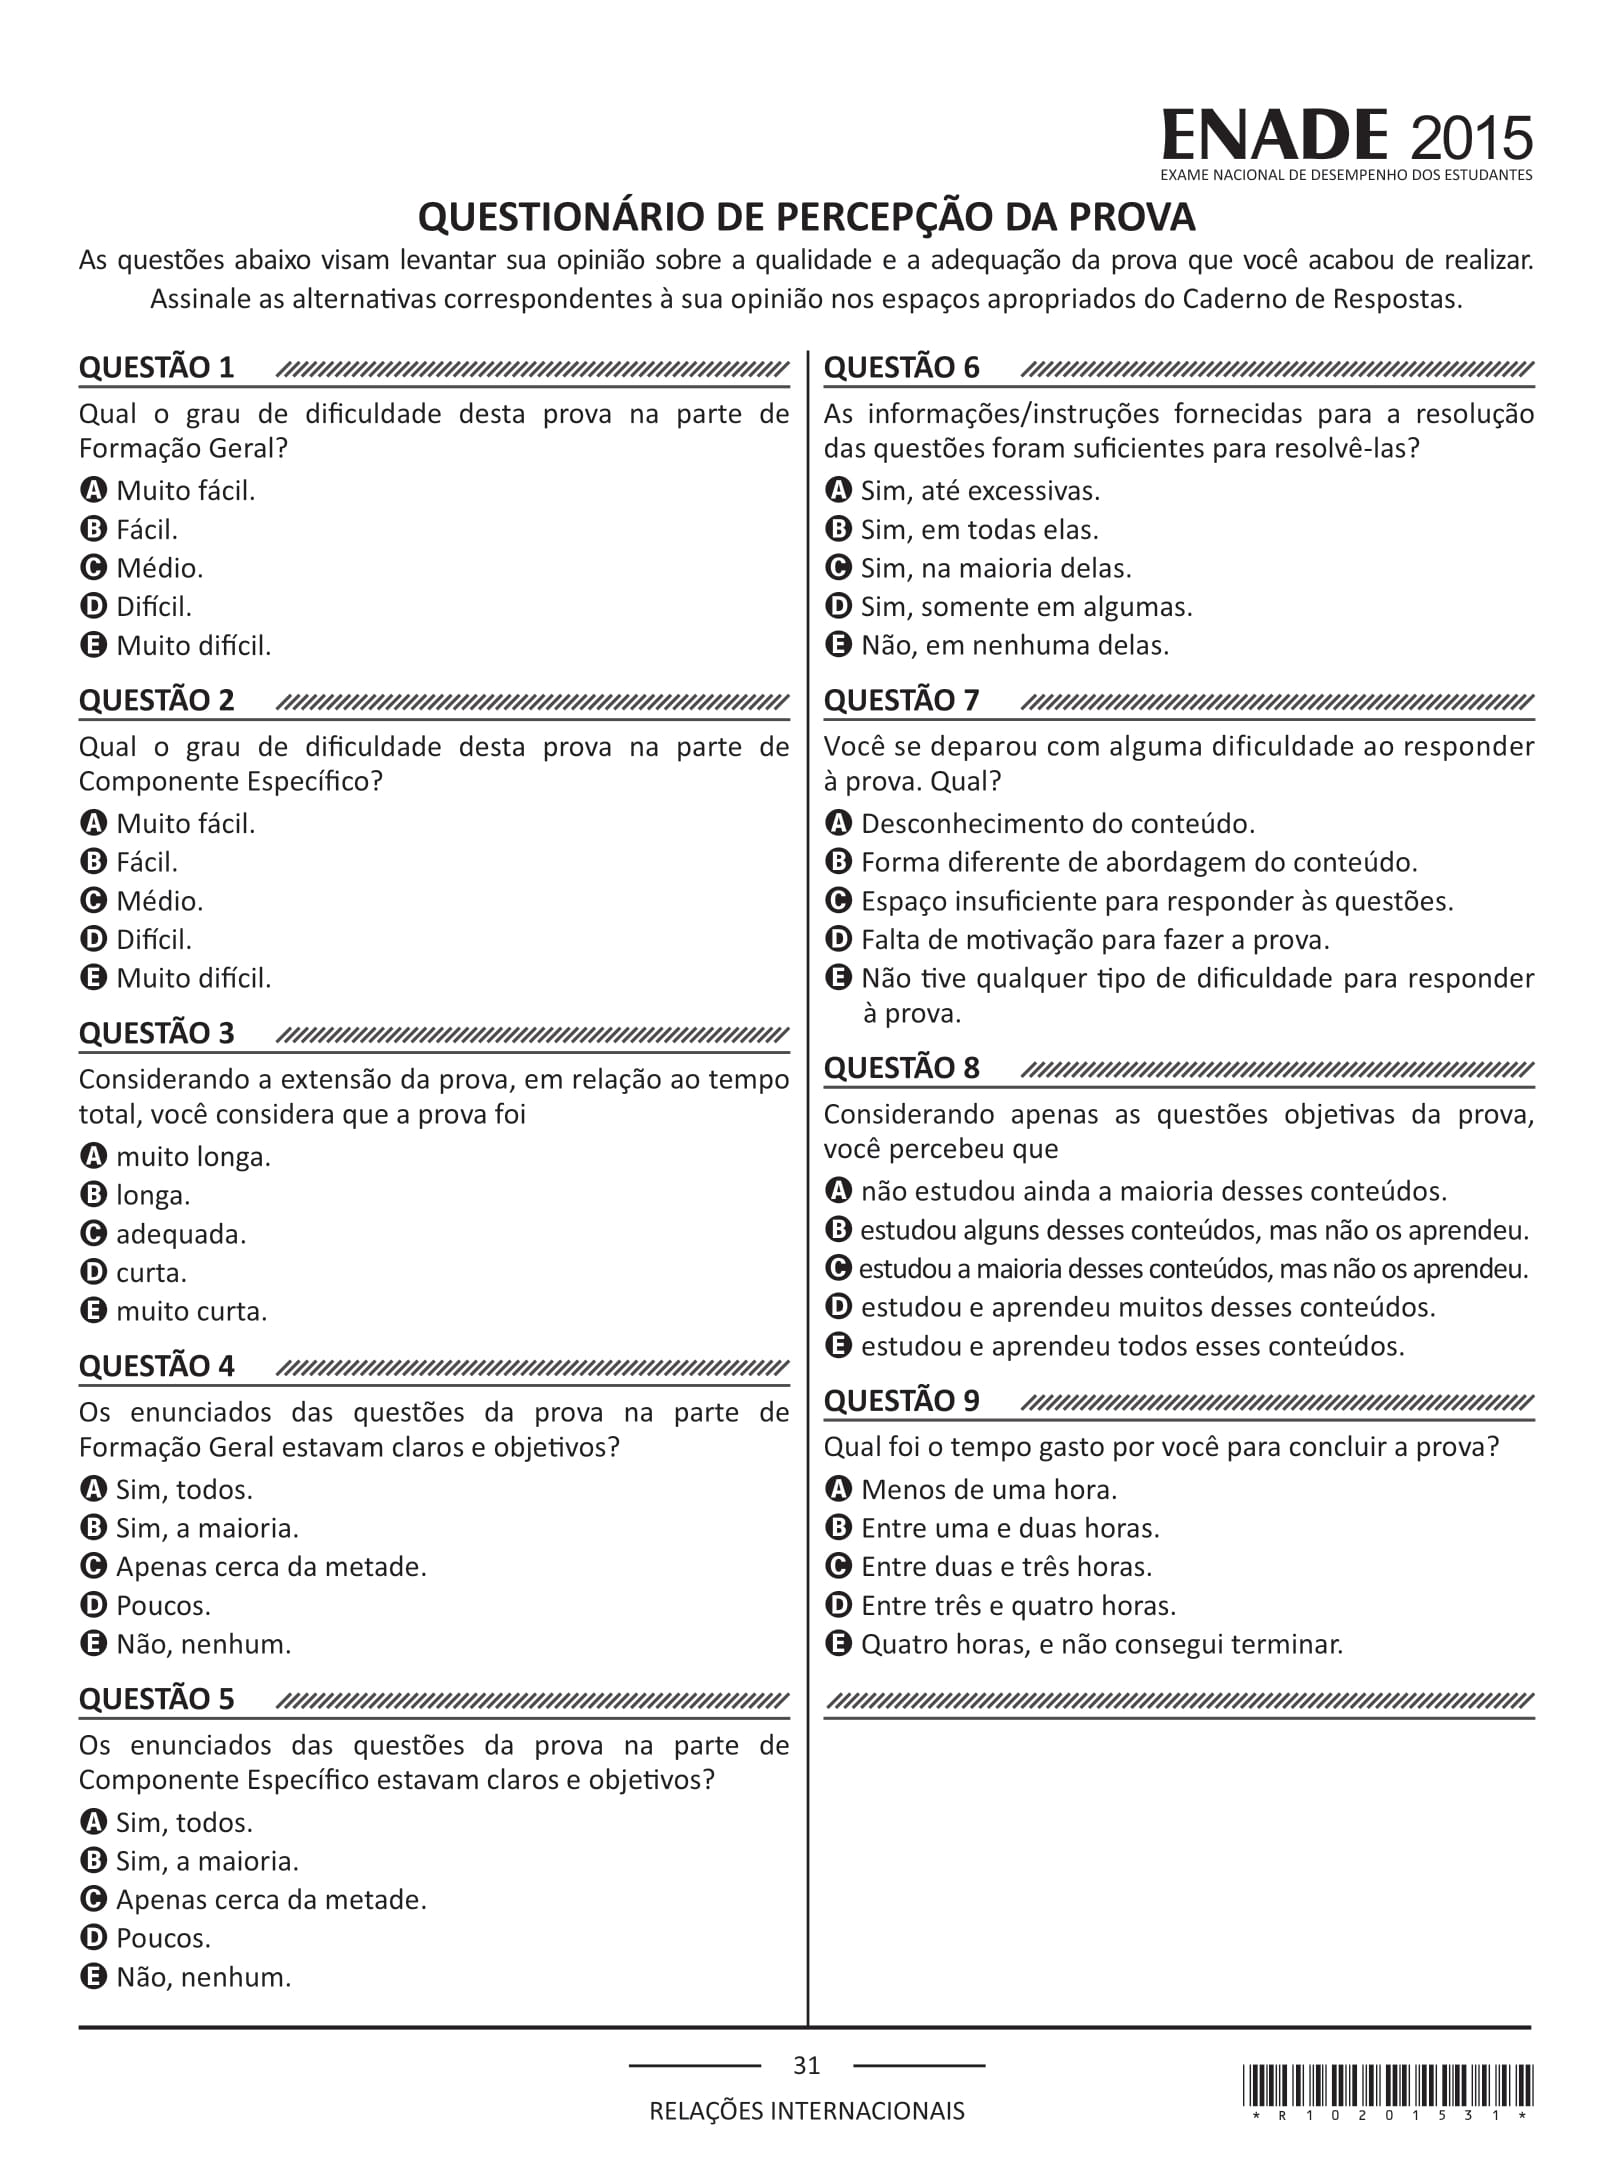 ENADE 2015
EXAME NACIONAL DE DESEMPENHO DOS ESTUDANTES
QUESTIONÁRIO DE PERCEPÇÃO DA PROVA
As questões abaixo visam levantar sua opinião sobre a qualidade e a adequação da prova que você acabou de realizar.
Assinale as alternativas correspondentes à sua opinião nos espaços apropriados do Caderno de Respostas.
QUESTÃO 1
Qual o grau de dificuldade desta prova na parte de
Formação Geral?
A Muito fácil.
B Fácil.
C Médio.
D Difícil.
E Muito difícil.
QUESTÃO 2
Qual o grau de dificuldade desta prova na parte de
Componente Específico?
A Muito fácil.
B Fácil.
C Médio.
D Difícil.
E Muito difícil.
QUESTÃO 3
Considerando a extensão da prova, em relação ao tempo
total, você considera que a prova foi
A muito longa.
B longa.
C adequada.
D curta.
E muito curta.
QUESTÃO 4
Os enunciados das questões da prova na parte de
Formação Geral estavam claros e objetivos?
A Sim, todos.
B Sim, a maioria.
C Apenas cerca da metade.
D Poucos.
E Não, nenhum.
QUESTÃO 5
Os enunciados das questões da prova na parte de
Componente Específico estavam claros e objetivos?
A Sim, todos.
B Sim, a maioria.
C Apenas cerca da metade.
D Poucos.
E Não, nenhum.
QUESTÃO 6
As informações/instruções fornecidas para a resolução
das questões foram suficientes para resolvê-las?
A Sim, até excessivas.
B Sim, em todas elas.
C Sim, na maioria delas.
D Sim, somente em algumas.
E Não, em nenhuma delas.
QUESTÃO 7
Você se deparou com alguma dificuldade ao responder
à prova. Qual?
A Desconhecimento do conteúdo.
B Forma diferente de abordagem do conteúdo.
C Espaço insuficiente para responder às questões.
D Falta de motivação para fazer a prova.
E Não tive qualquer tipo de dificuldade para responder
à prova.
QUESTÃO 8
Considerando apenas as questões objetivas da prova,
você percebeu que
A não estudou ainda a maioria desses conteúdos.
B estudou alguns desses conteúdos, mas não os aprendeu.
C estudou a maioria desses conteúdos, mas não os aprendeu.
D estudou e aprendeu muitos desses conteúdos.
E estudou e aprendeu todos esses conteúdos.
QUESTÃO 9
Qual foi o tempo gasto por você para concluir a prova?
A Menos de uma hora.
B Entre uma e duas horas.
C Entre duas e três horas.
D Entre três e quatro horas.
E Quatro horas, e não consegui terminar.
31
RELAÇÕES INTERNACIONAIS
* R 1 0 2 0 1 5 3 1 *